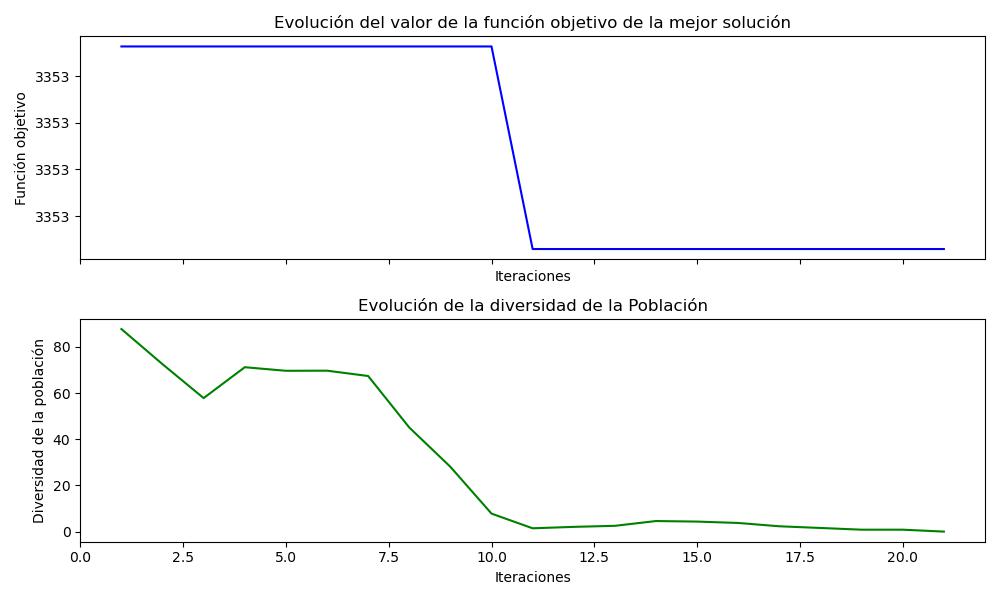 Evolución del valor de la función objetivo de la mejor solución
Función objetivo
3353
3353
3353
3353
Iteraciones
Evolución de la diversidad de la Población
Diversidad de la población
80
60
40
20
0
0.0 2.5 5.0 7.5 10.0 12.5 15.0 17.5 20.0
Iteraciones